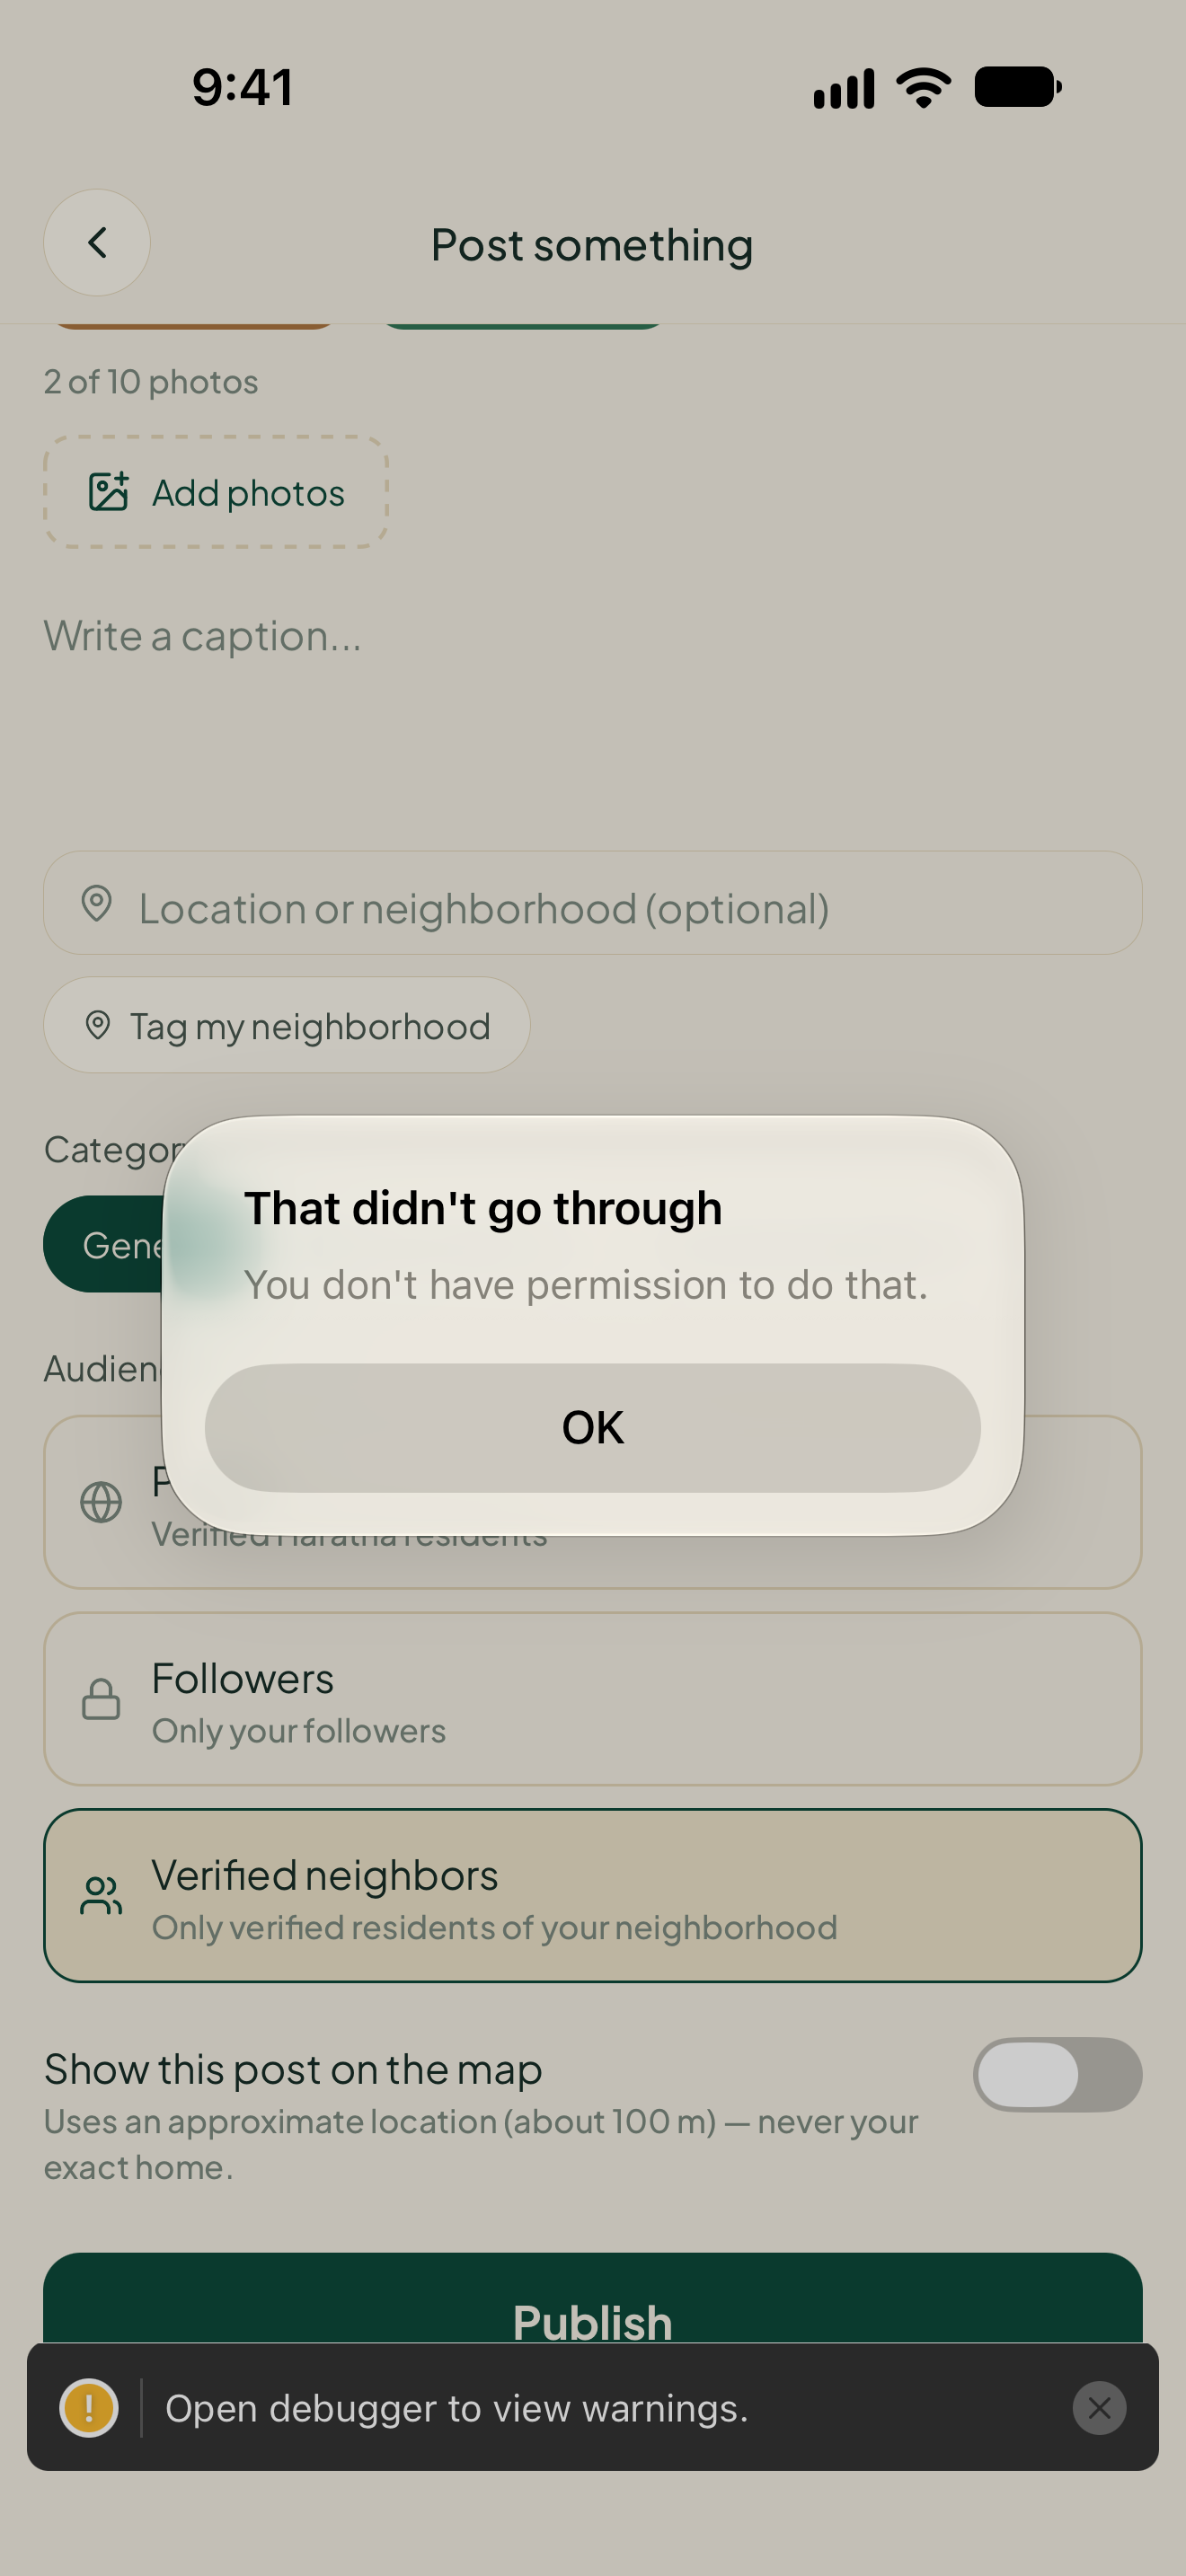 9:41
Post something
2 of 10 photos
Add photos
Write a caption...
Location or neighborhood (optional)
Tag my neighborhood
That didn't go through
You don't have permission to do that.
OK
Followers
Only your followers
Verified neighbors
Only verified residents of your neighborhood
Show this post on the map
Uses an approximate location (about 100 m) — never your
exact home.
Publish
! Open debugger to view warnings.